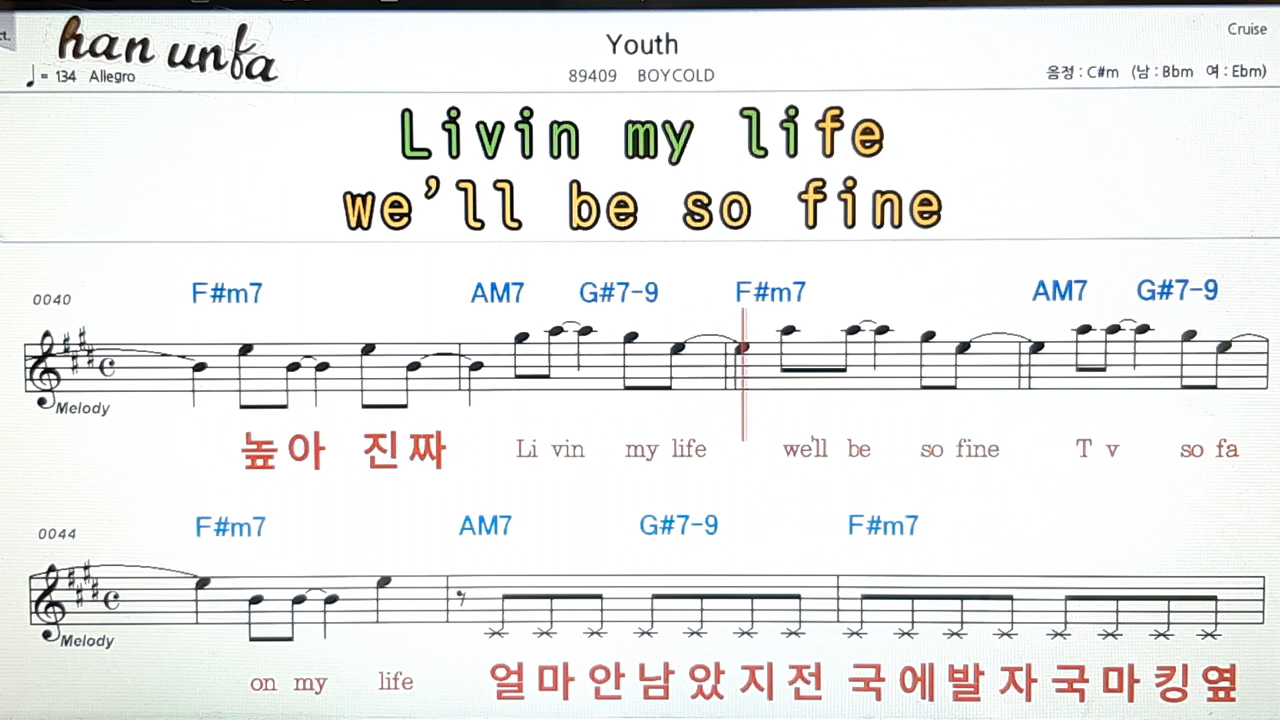 ct.
han unfa
Youth
Cruise
♩ = 134 Allegro
89409 BOYCOLD
음정 : C#m (남 : Bbm 여 : Ebm)
Livin my life
we'll be so fine
0040
F#m7 AM7 G#7-9 F#m7 AM7 G#7-9
Melody
높아 진짜 Li vin my life we'll be so fine T v so fa
0044
F#m7 AM7 G#7-9 F#m7
Melody
on my life 얼마안남았지전 국에발자국마킹옆